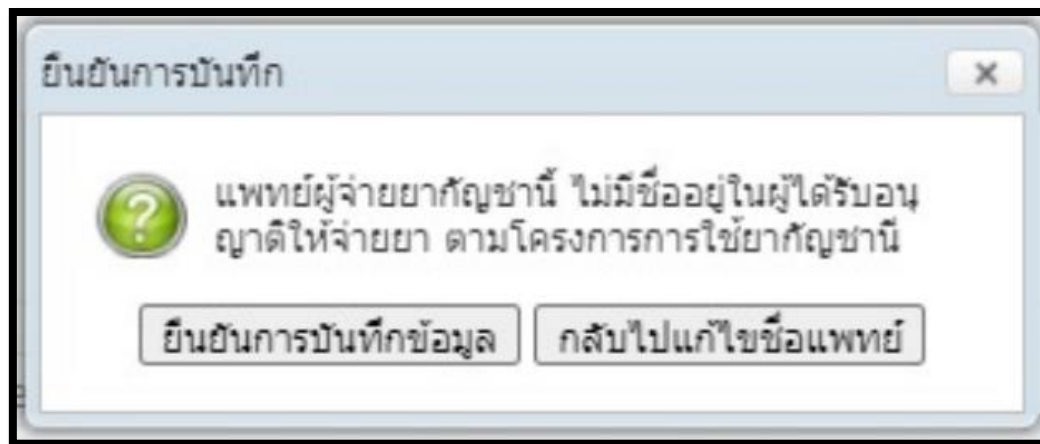 ยืนยันการบันทึก
แพทย์ผู้จ่ายยากัญชานี้ ไม่มีชื่ออยู่ในผู้ได้รับอนุ
ญาติให้จ่ายยา ตามโครงการการใช้ยากัญชานี้
ยืนยันการบันทึกข้อมูล กลับไปแก้ไขชื่อแพทย์